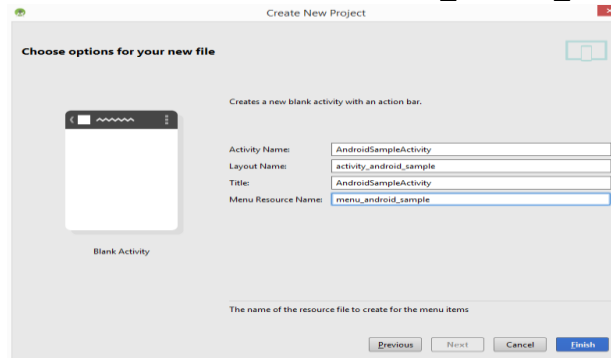 Create New Project
Choose options for your new file
Creates a new blank activity with an action bar.
Activity Name: AndroidSampleActivity
Layout Name: activity_android_sample
Title: AndroidSampleActivity
Menu Resource Name: menu_android_sample
Blank Activity
The name of the resource file to create for the menu items
Previous Next Cancel Finish